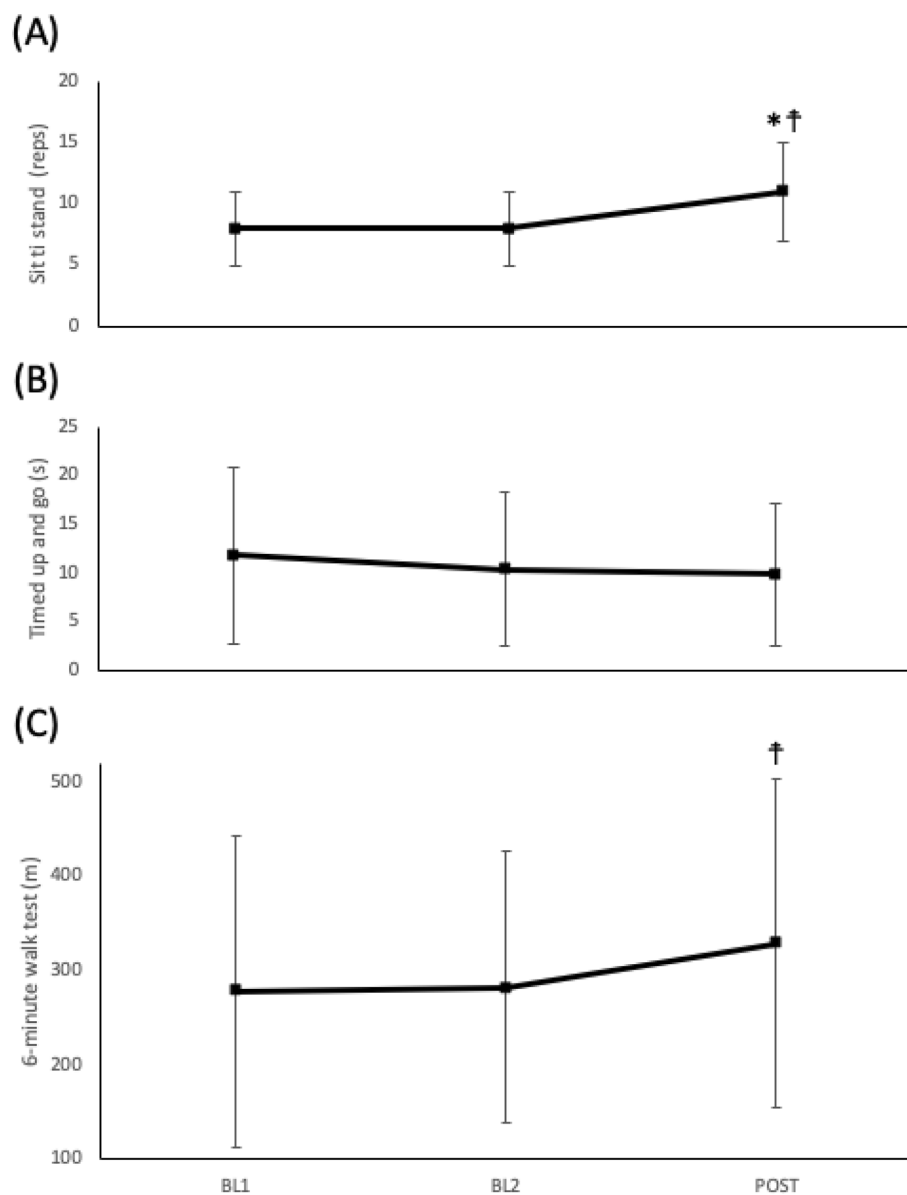 (A)
20
15
10
5
0
Sit ti stand (reps)
*†
(B)
25
20
15
10
5
0
Timed up and go (s)
(C)
500
400
300
200
100
6-minute walk test (m)
†
BL1 BL2 POST